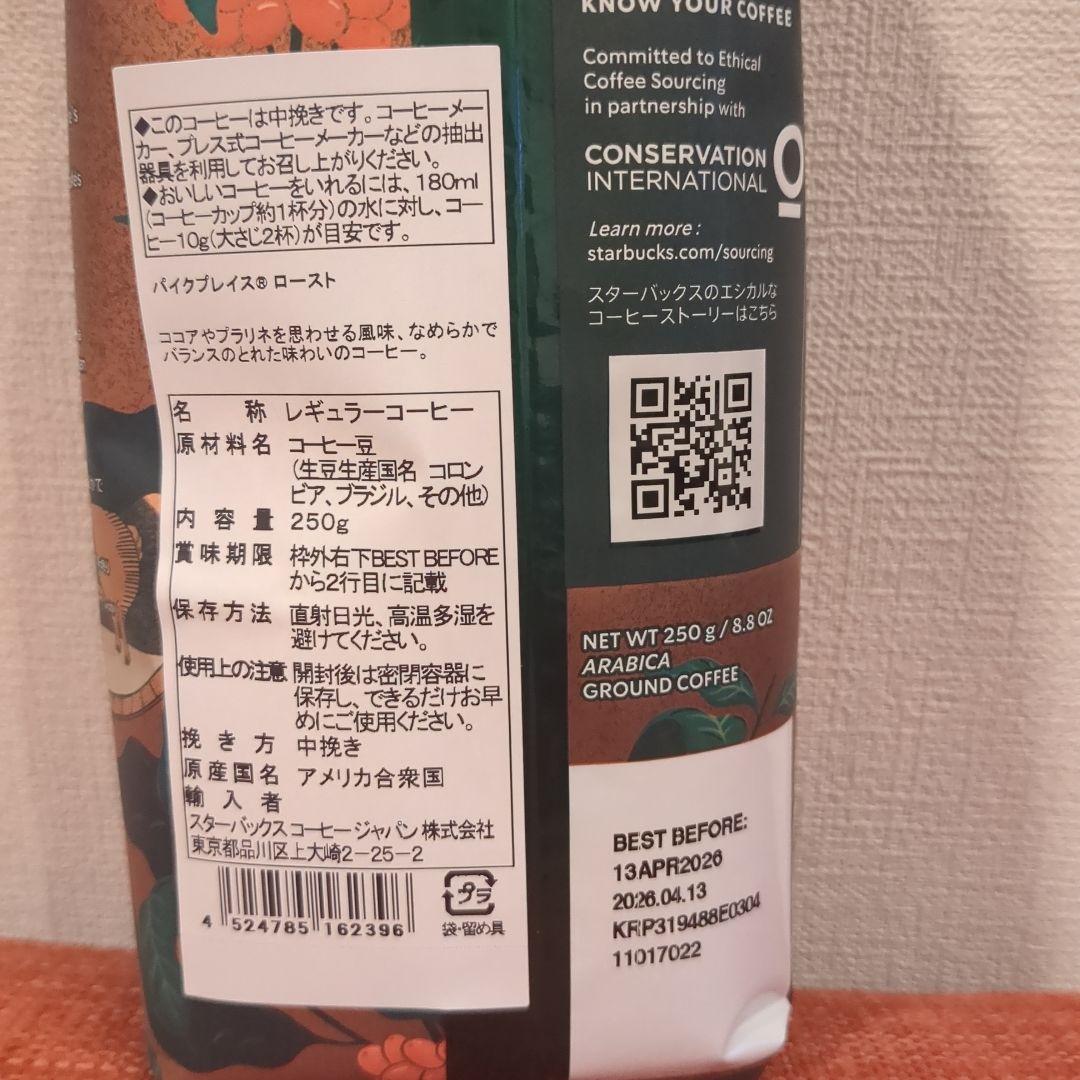 ◆このコーヒーは中挽きです。コーヒーメー
カー、プレス式コーヒーメーカーなどの抽出
器具を利用してお召し上がりください。
◆おいしいコーヒーをいれるには、180ml
(コーヒーカップ約1杯分)の水に対し、コー
ヒー10g(大さじ2杯)が目安です。
パイクプレイス® ロースト
ココアやプラリネを思わせる風味、なめらかで
バランスのとれた味わいのコーヒー。
名称 レギュラーコーヒー
原材料名 コーヒー豆
(生豆生産国名 コロン
ビア、ブラジル、その他)
内容量 250g
賞味期限 枠外右下BEST BEFORE
から2行目に記載
保存方法 直射日光、高温多湿を
避けてください。
使用上の注意 開封後は密閉容器に
保存し、できるだけお早
めにご使用ください。
挽き方 中挽き
原産国名 アメリカ合衆国
輸入者
スターバックス コーヒー ジャパン 株式会社
東京都品川区上大崎2-25-2
4 524785 162396
プラ
袋・留め具
KNOW YOUR COFFEE
Committed to Ethical
Coffee Sourcing
in partnership with
CONSERVATION
INTERNATIONAL
Learn more:
starbucks.com/sourcing
スターバックスのエシカルな
コーヒーストーリーはこちら
NET WT 250 g / 8.8 OZ
ARABICA
GROUND COFFEE
BEST BEFORE:
13APR2026
2026.04.13
KRP319488E0304
11017022